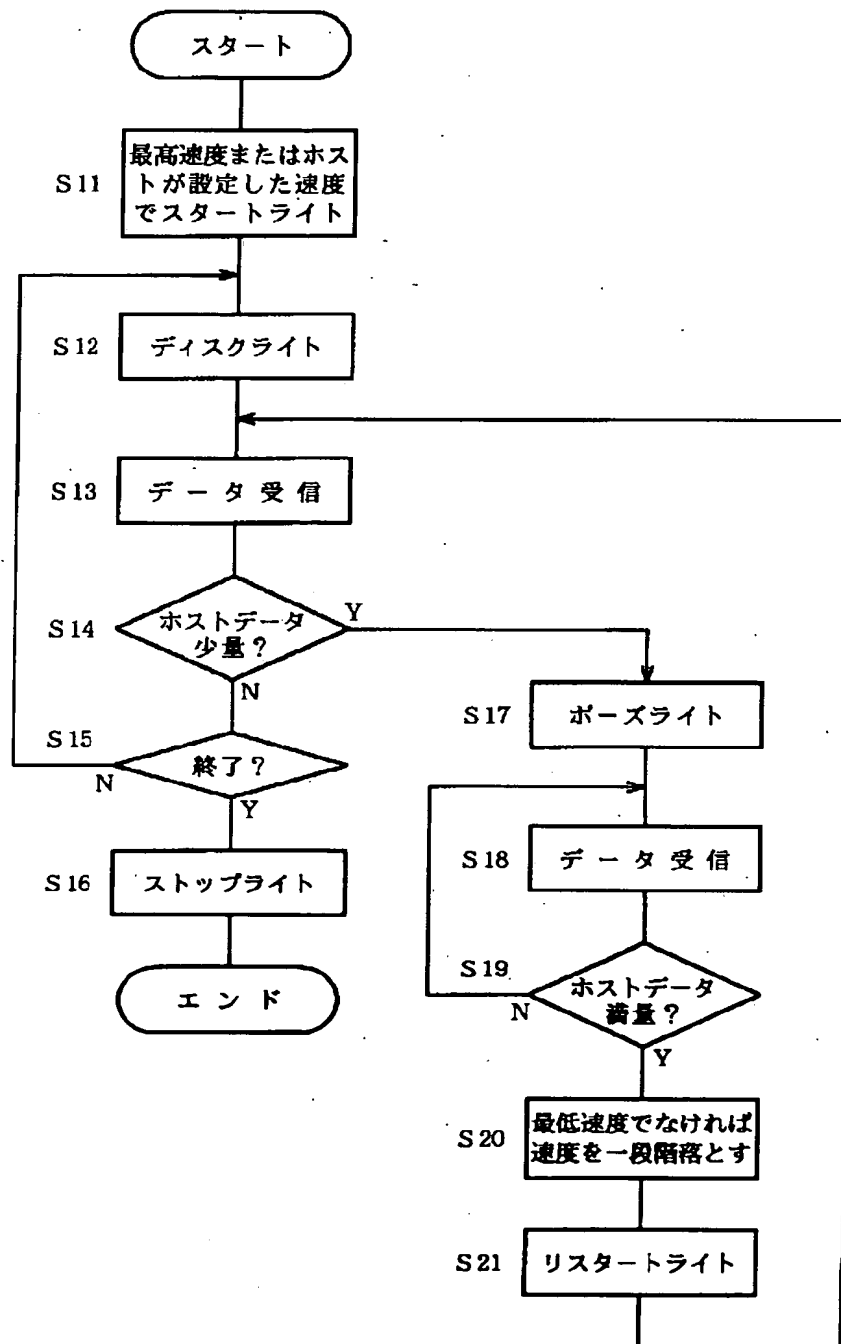 スタート
S11
最高速度またはホス
トが設定した速度
でスタートライト
S12
ディスクライト
S13
データ受信
S14
ホストデータ
少量?
Y
N
S15
終了?
N
Y
S16
ストップライト
エンド
S17
ポーズライト
S18
データ受信
S19
ホストデータ
満量?
N
Y
S20
最低速度でなければ
速度を一段階落とす
S21
リスタートライト